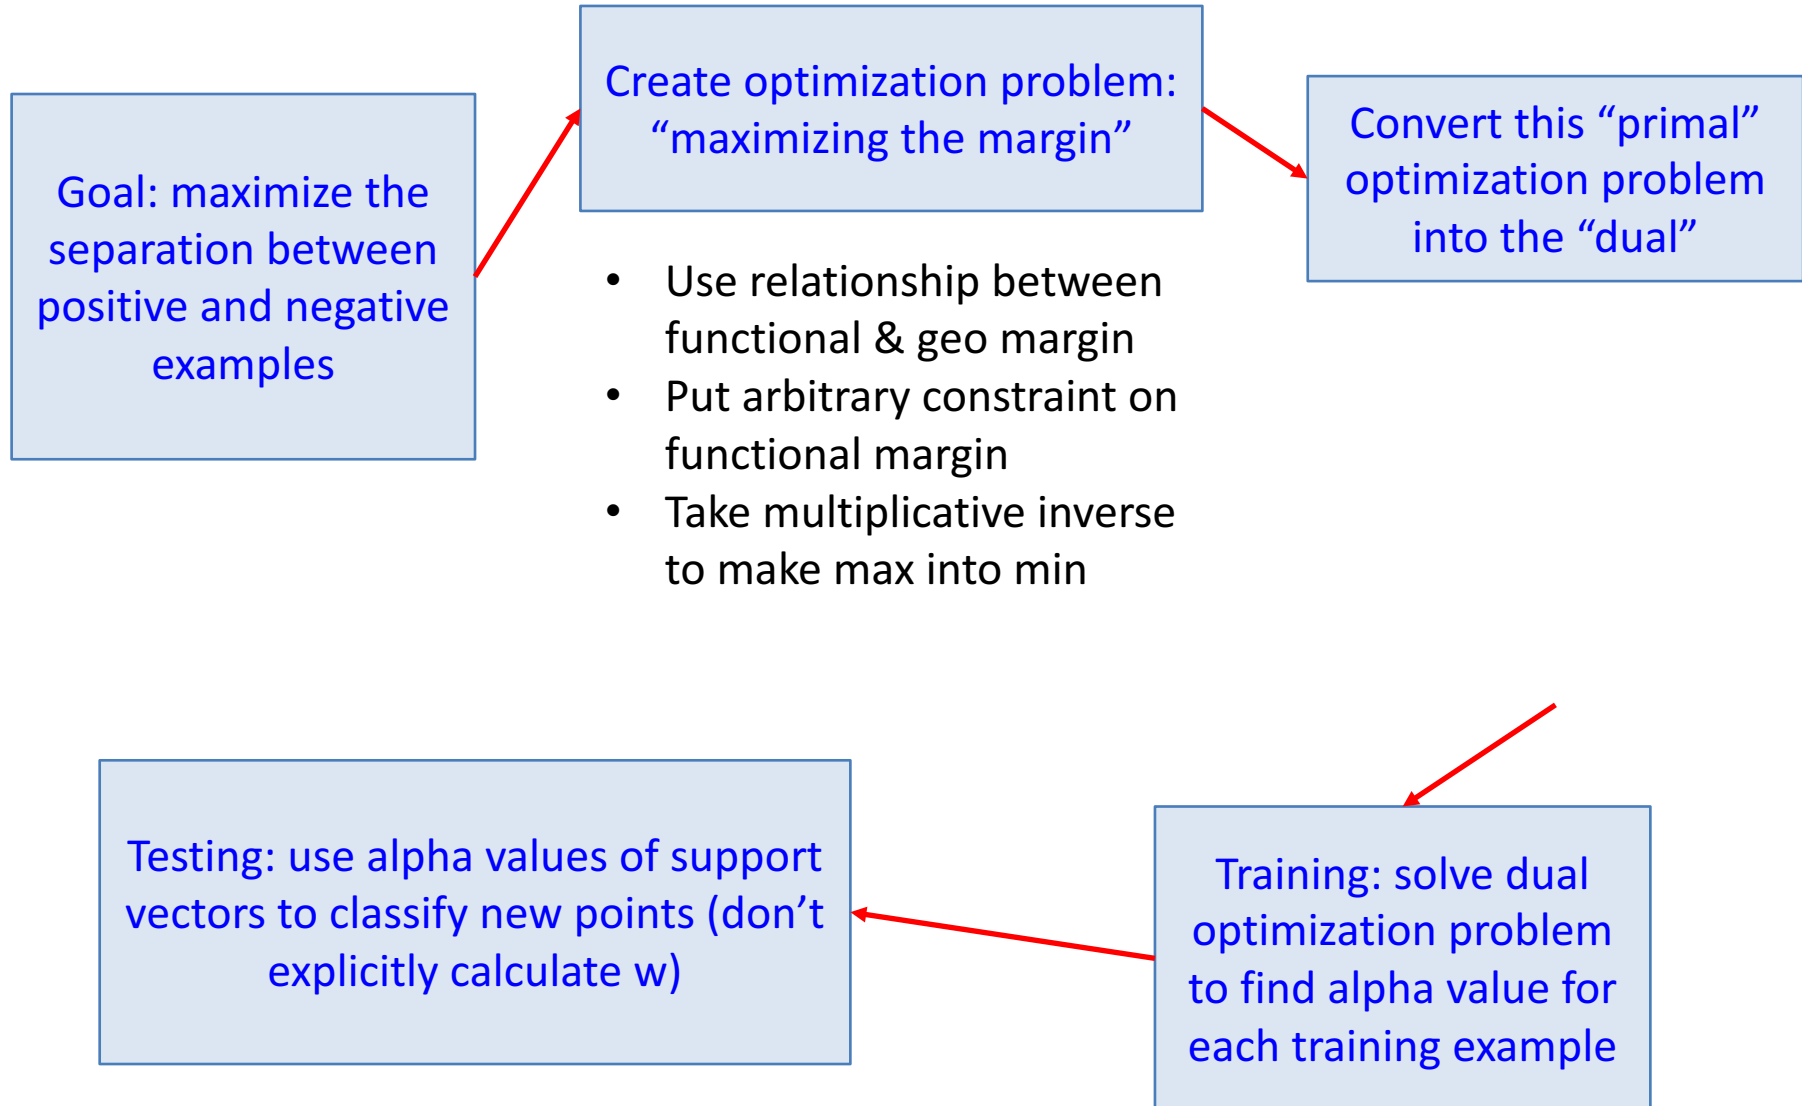 Goal: maximize the
separation between
positive and negative
examples
Create optimization problem:
“maximizing the margin”
• Use relationship between
functional & geo margin
• Put arbitrary constraint on
functional margin
• Take multiplicative inverse
to make max into min
Convert this “primal”
optimization problem
into the “dual”
Training: solve dual
optimization problem
to find alpha value for
each training example
Testing: use alpha values of support
vectors to classify new points (don’t
explicitly calculate w)